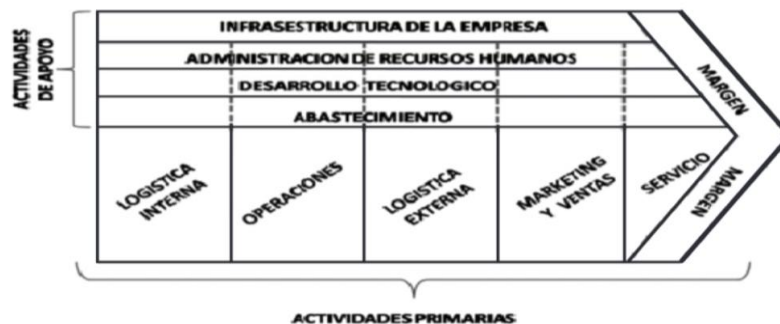 ACTIVIDADES
DE APOYO
INFRASESTRUCTURA DE LA EMPRESA
ADMINISTRACION DE RECURSOS HUMANOS
DESARROLLO TECNOLOGICO
ABASTECIMIENTO
MARGEN
LOGISTICA
INTERNA
OPERACIONES
LOGISTICA
EXTERNA
MARKETING
Y VENTAS
SERVICIO
MARGEN
ACTIVIDADES PRIMARIAS